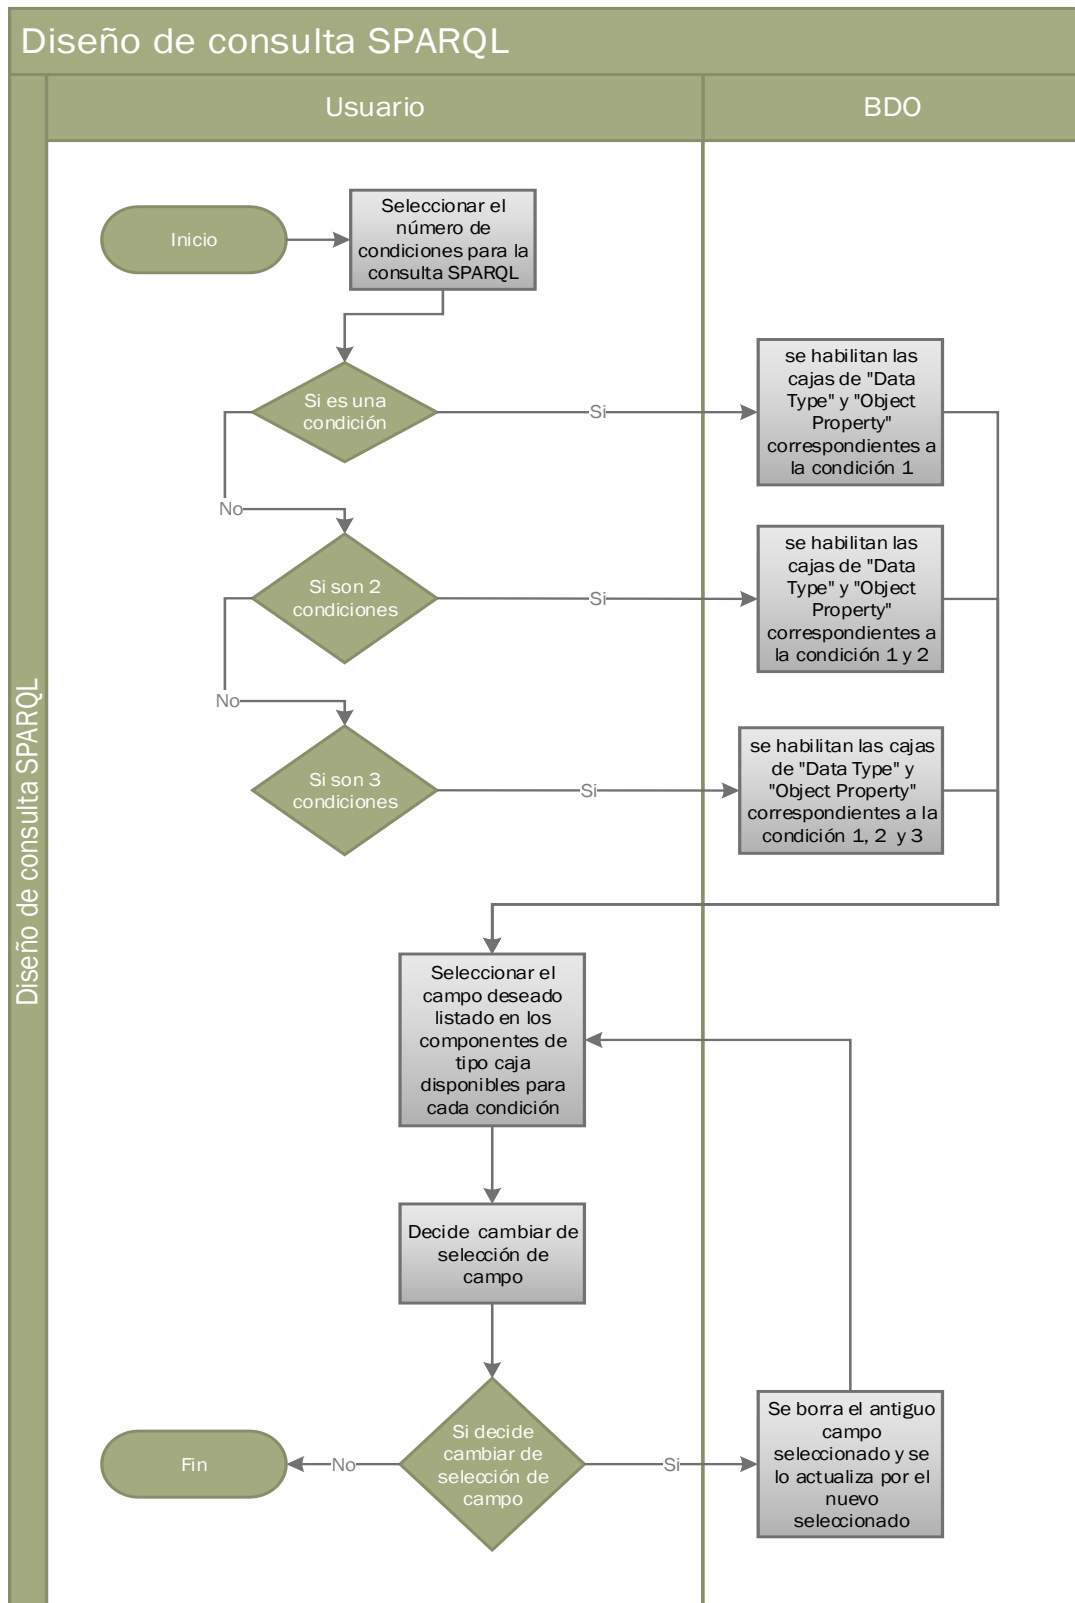 Diseño de consulta SPARQL
Usuario
BDO
Diseño de consulta SPARQL
Inicio
Seleccionar el
número de
condiciones para la
consulta SPARQL
Si es una
condición
Si
se habilitan las
cajas de "Data
Type" y "Object
Property"
correspondientes a
la condición 1
No
Si son 2
condiciones
Si
se habilitan las
cajas de "Data
Type" y "Object
Property"
correspondientes a
la condición 1 y 2
No
Si son 3
condiciones
Si
se habilitan las cajas
de "Data Type" y
"Object Property"
correspondientes a la
condición 1, 2 y 3
Seleccionar el
campo deseado
listado en los
componentes de
tipo caja
disponibles para
cada condición
Decide cambiar de
selección de
campo
Si decide
cambiar de
selección de
campo
No
Fin
Si
Se borra el antiguo
campo
seleccionado y se
lo actualiza por el
nuevo
seleccionado